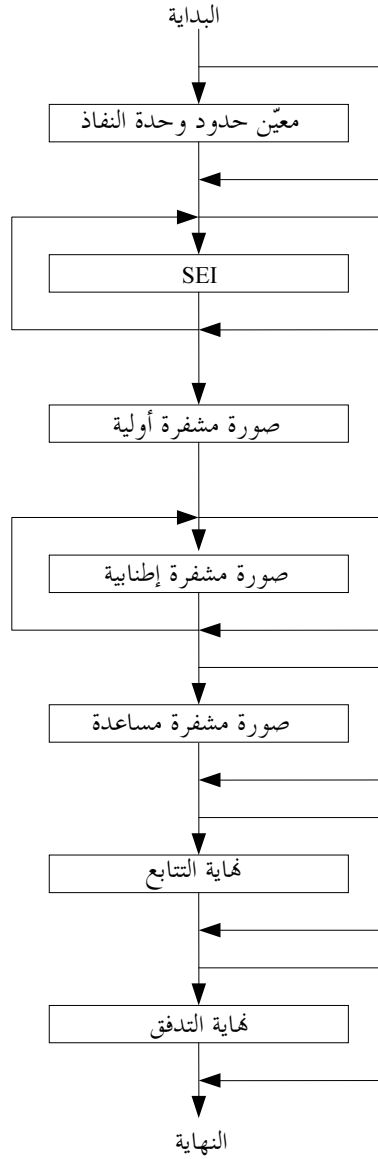 البداية
معيّن حدود وحدة النفاذ
SEI
صورة مشفرة أولية
صورة مشفرة إطنابية
صورة مشفرة مساعدة
نهاية التتابع
نهاية التدفق
النهاية